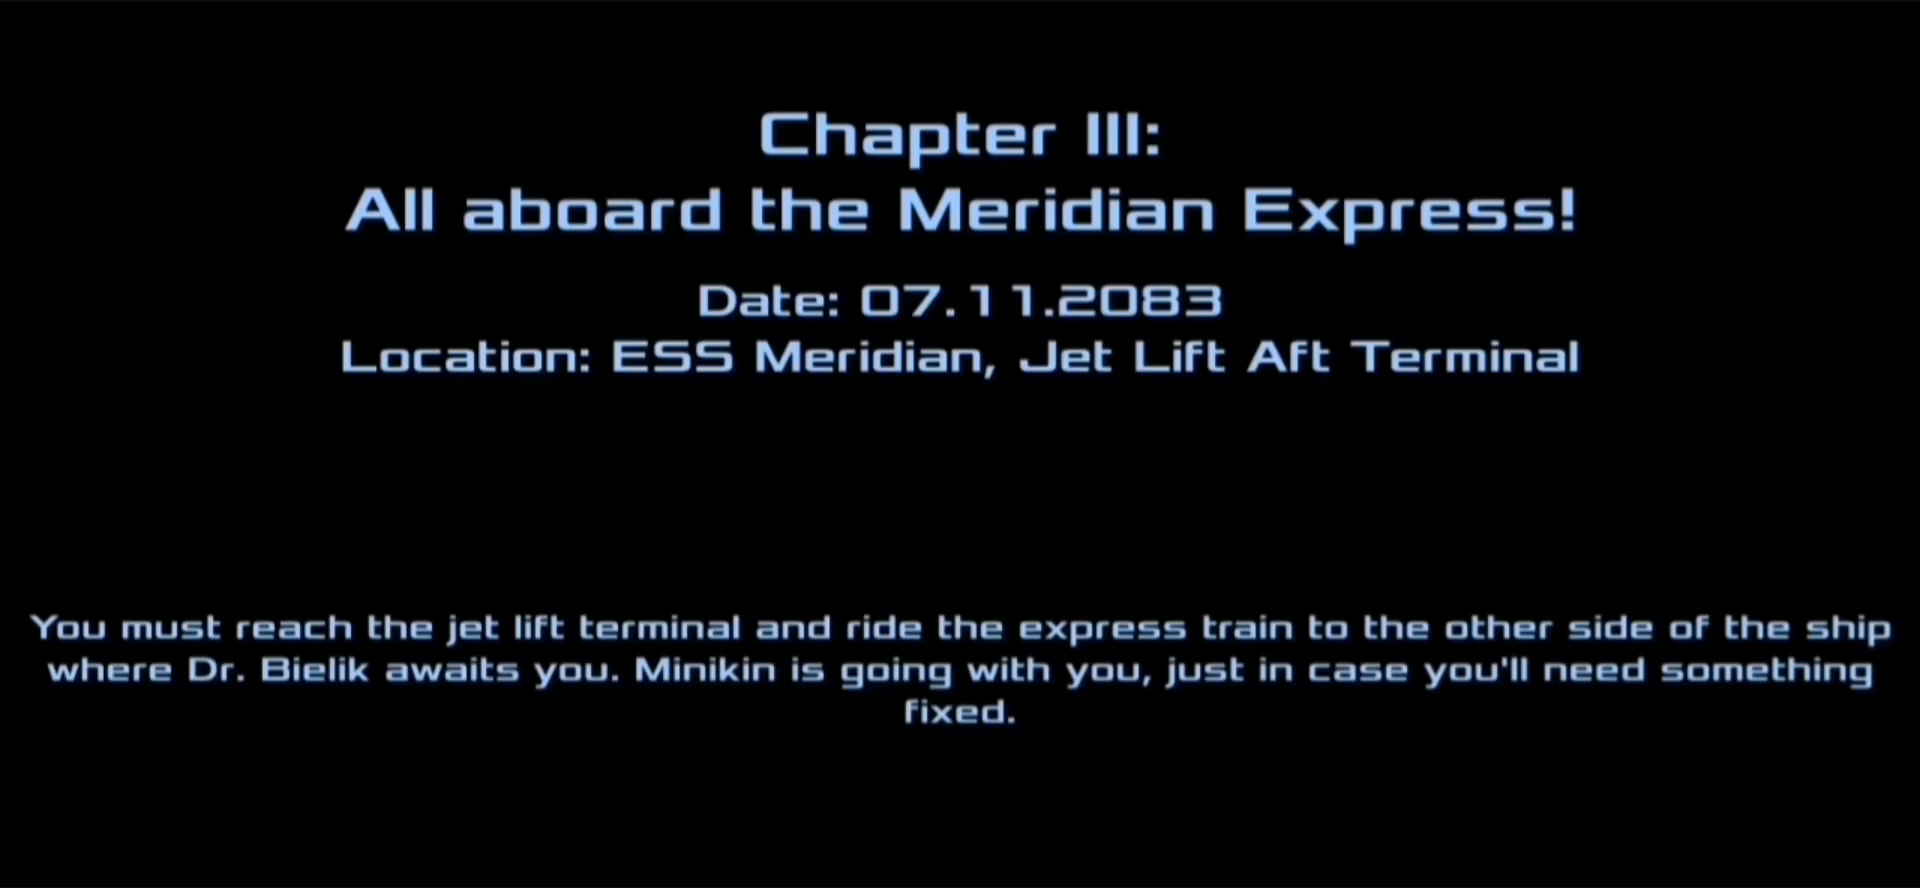 Chapter III:
All aboard the Meridian Express!
Date: 07.11.2083
Location: ESS Meridian, Jet Lift Aft Terminal
You must reach the jet lift terminal and ride the express train to the other side of the ship
where Dr. Bielik awaits you. Minikin is going with you, just in case you'll need something
fixed.